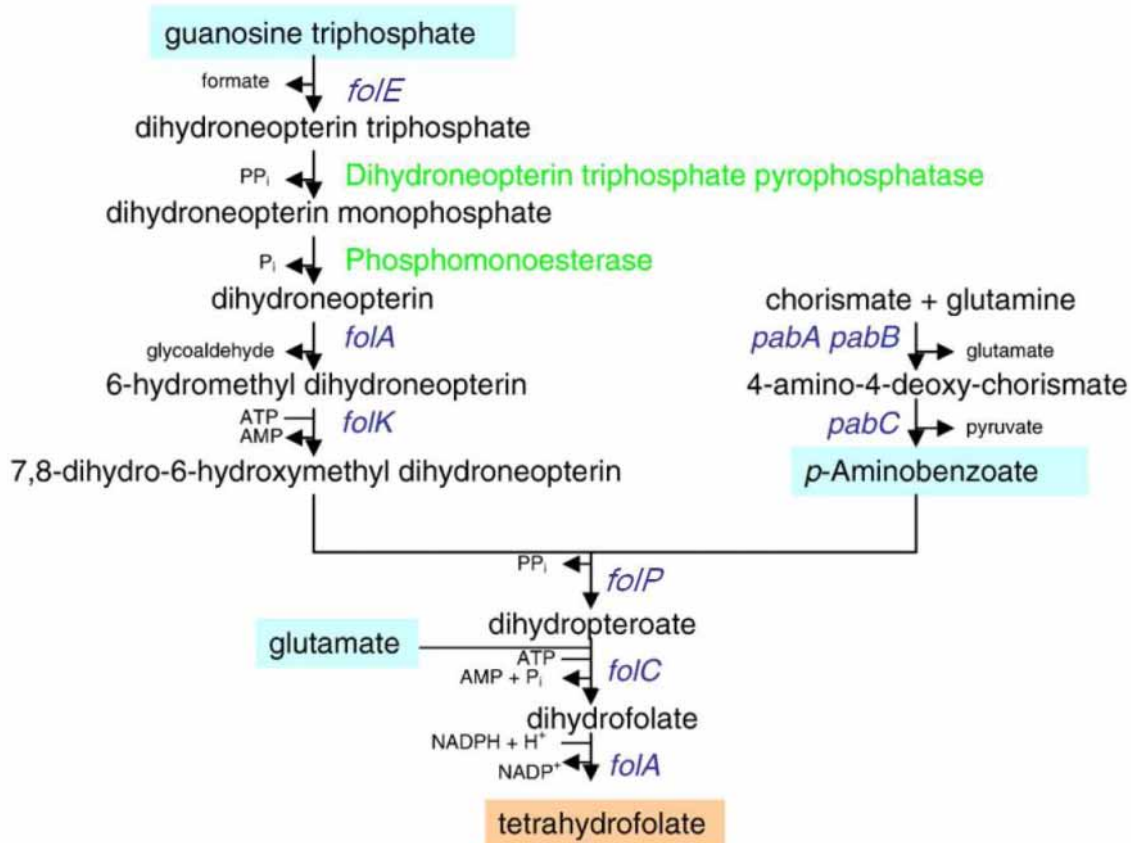 guanosine triphosphate
formate
folE
dihydroneopterin triphosphate
PPi
Dihydroneopterin triphosphate pyrophosphatase
dihydroneopterin monophosphate
Pi
Phosphomonoesterase
dihydroneopterin
chorismate + glutamine
glycoaldehyde
folA
pabA pabB
glutamate
6-hydromethyl dihydroneopterin
4-amino-4-deoxy-chorismate
ATP
AMP
folK
pabC
pyruvate
7,8-dihydro-6-hydroxymethyl dihydroneopterin
p-Aminobenzoate
PPi
folP
dihydropteroate
glutamate
ATP
AMP + Pi
folC
dihydrofolate
NADPH + H+
NADP+
folA
tetrahydrofolate